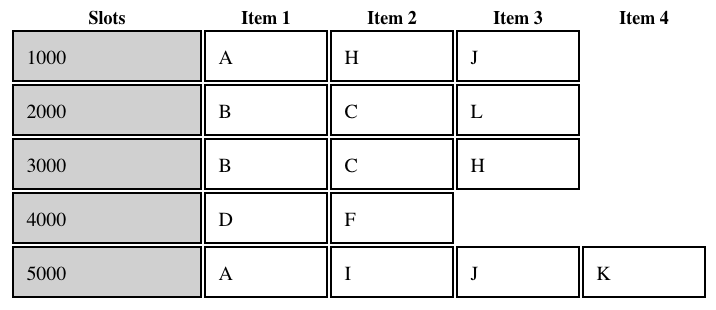 Slots Item 1 Item 2 Item 3 Item 4
1000 A H J
2000 B C L
3000 B C H
4000 D F
5000 A I J K